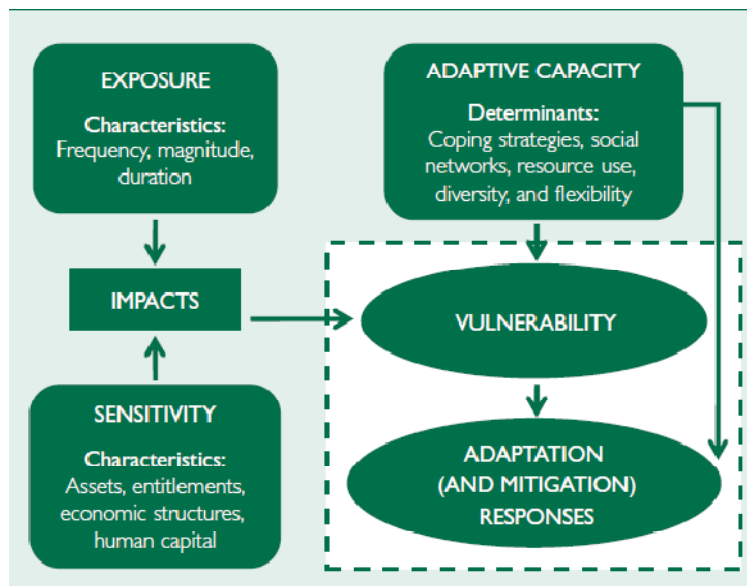 EXPOSURE
Characteristics:
Frequency, magnitude,
duration
ADAPTIVE CAPACITY
Determinants:
Coping strategies, social
networks, resource use,
diversity, and flexibility
IMPACTS
VULNERABILITY
SENSITIVITY
Characteristics:
Assets, entitlements,
economic structures,
human capital
ADAPTATION
(AND MITIGATION)
RESPONSES